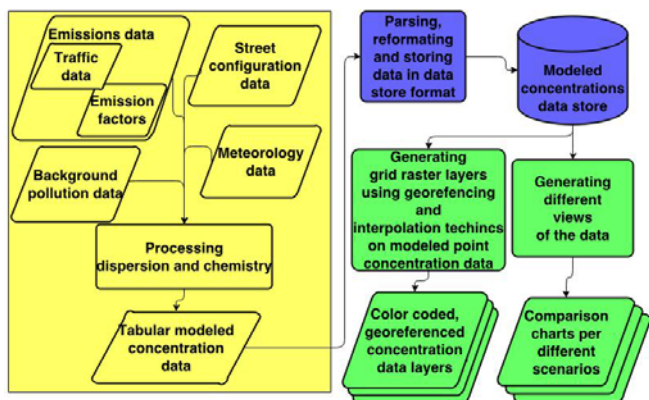 Emissions data
Traffic
data
Emission
factors
Street
configuration
data
Background
pollution data
Meteorology
data
Processing
dispersion and chemistry
Tabular modeled
concentration
data
Parsing,
reformating
and storing
data in data
store format
Modeled
concentrations
data store
Generating
grid raster layers
using georefencing
and
interpolation techincs
on modeled point
concentration data
Generating
different
views
of the data
Color coded,
georeferenced
concentration
data layers
Comparison
charts per
different
scenarios